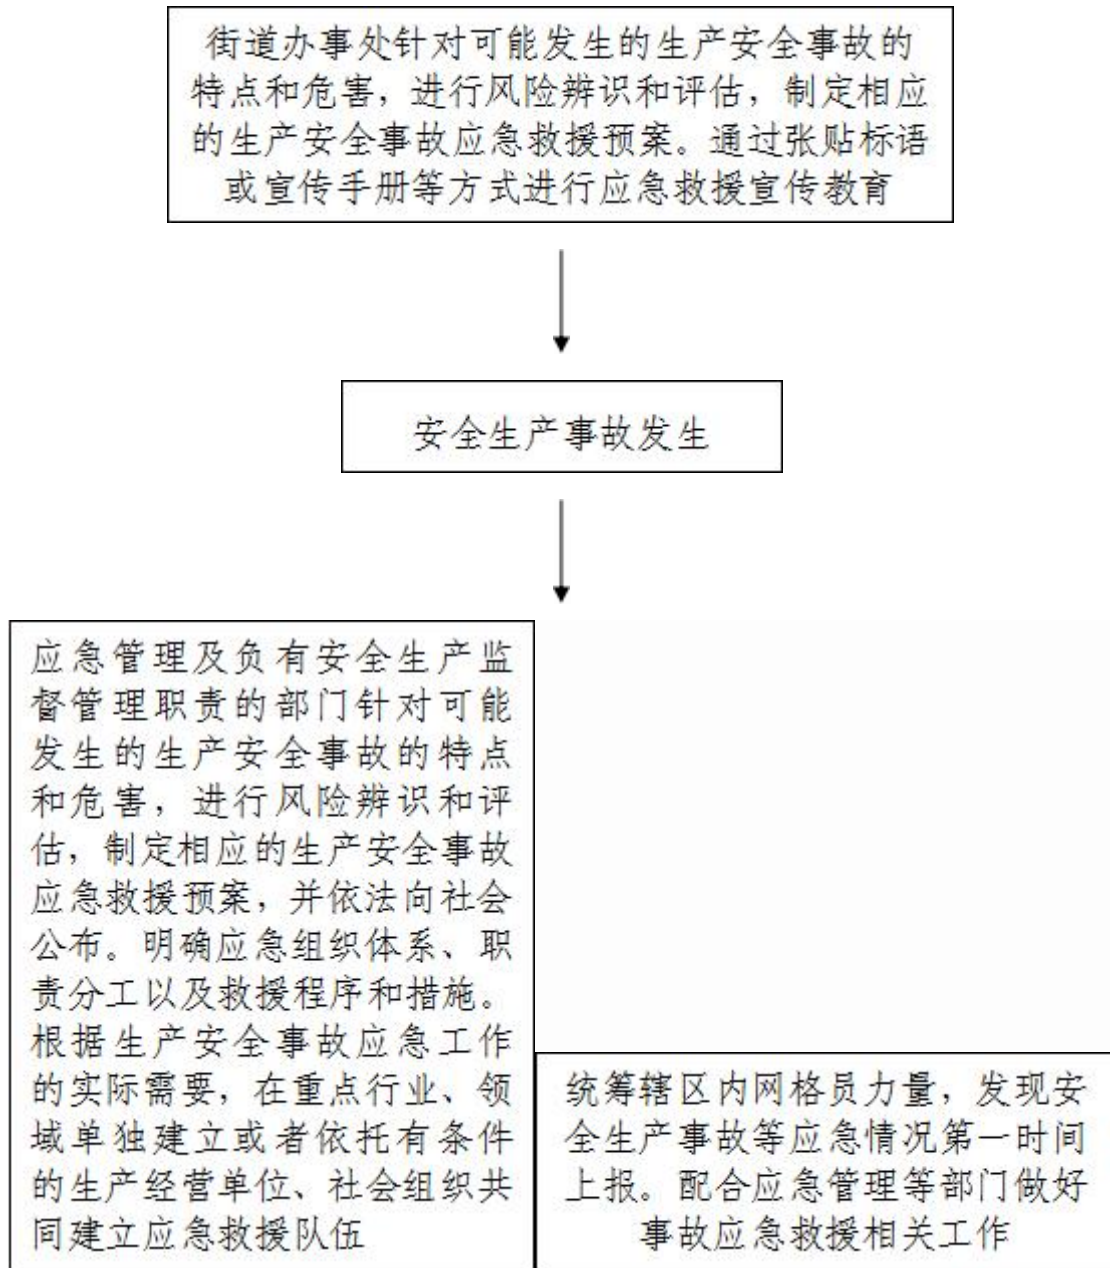 街道办事处针对可能发生的生产安全事故的
特点和危害，进行风险辨识和评估，制定相应
的生产安全事故应急救援预案。通过张贴标语
或宣传手册等方式进行应急救援宣传教育
安全生产事故发生
应急管理及负有安全生产监
督管理职责的部门针对可能
发生的生产安全事故的特点
和危害，进行风险辨识和评
估，制定相应的生产安全事故
应急救援预案，并依法向社会
公布。明确应急组织体系、职
责分工以及救援程序和措施。
根据生产安全事故应急工作
的实际需要，在重点行业、领
域单独建立或者依托有条件
的生产经营单位、社会组织共
同建立应急救援队伍
统筹辖区内网格员力量，发现安
全生产事故等应急情况第一时间
上报。配合应急管理等部门做好
事故应急救援相关工作